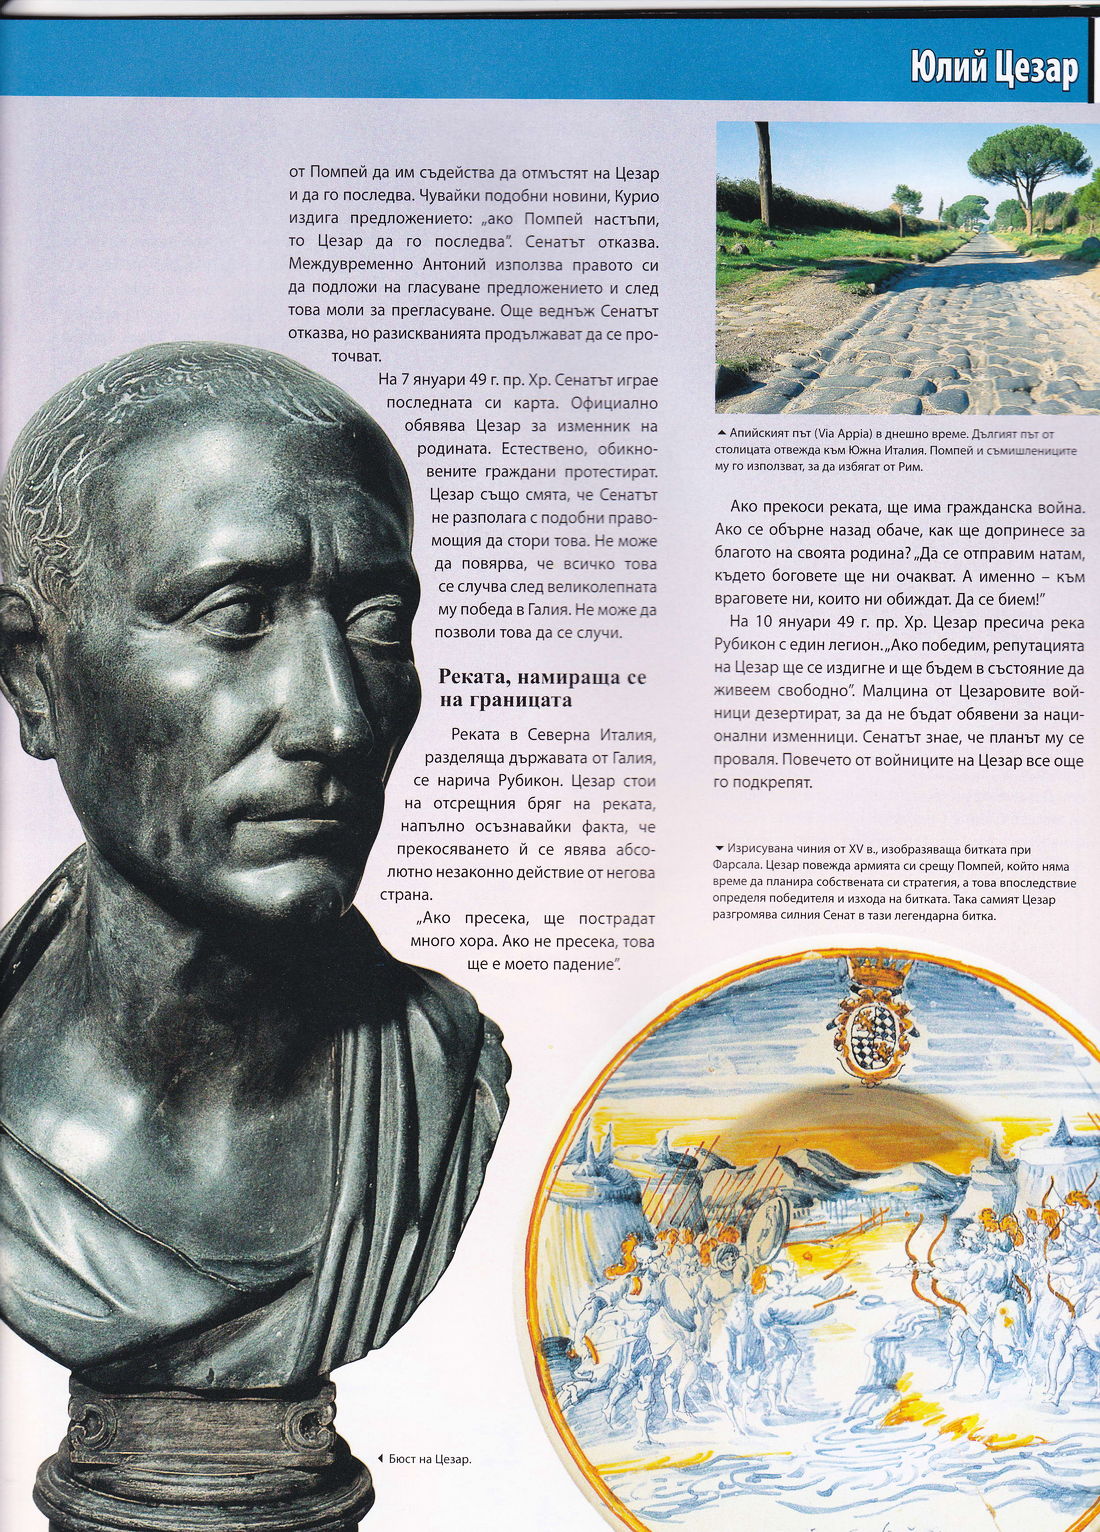 Юлий Цезар
от Помпей да им съдейства да отмъстят на Цезар
и да го последва. Чувайки подобни новини, Курио
издига предложението: „ако Помпей настъпи,
то Цезар да го последва”. Сенатът отказва.
Междувременно Антоний използва правото си
да подложи на гласуване предложението и след
това моли за прегласуване. Още веднъж Сенатът
отказва, но разискванията продължават да се про-
точват.
На 7 януари 49 г. пр. Хр. Сенатът играе
последната си карта. Официално
обявява Цезар за изменник на
родината. Естествено, обикно-
вените граждани протестират.
Цезар също смята, че Сенатът
не разполага с подобни право-
мощия да стори това. Не може
да повярва, че всичко това
се случва след великолепната
му победа в Галия. Не може да
позволи това да се случи.
Реката, намираща се
на границата
Реката в Северна Италия,
разделяща държавата от Галия,
се нарича Рубикон. Цезар стои
на отсрещния бряг на реката,
напълно осъзнавайки факта, че
прекосяването й се явява абсо-
лютно незаконно действие от негова
страна.
„Ако пресека, ще пострадат
много хора. Ако не пресека, това
ще е моето падение”.
Апийският път (Via Appia) в днешно време. Дългият път от
столицата отвежда към Южна Италия. Помпей и съмишлениците
му го използват, за да избягат от Рим.
Ако прекоси реката, ще има гражданска война.
Ако се обърне назад обаче, как ще допринесе за
благото на своята родина? „Да се отправим натам,
където боговете ще ни очакват. А именно – към
враговете ни, които ни обиждат. Да се бием!”
На 10 януари 49 г. пр. Хр. Цезар пресича река
Рубикон с един легион. „Ако победим, репутацията
на Цезар ще се издигне и ще бъдем в състояние да
живеем свободно”. Малцина от Цезаровите вой-
ници дезертират, за да не бъдат обявени за наци-
онални изменници. Сенатът знае, че планът му се
проваля. Повечето от войниците на Цезар все още
го подкрепят.
Изрисувана чиния от XV в., изобразяваща битката при
Фарсала. Цезар повежда армията си срещу Помпей, който няма
време да планира собствената си стратегия, а това впоследствие
определя победителя и изхода на битката. Така самият Цезар
разгромява силния Сенат в тази легендарна битка.
Бюст на Цезар.